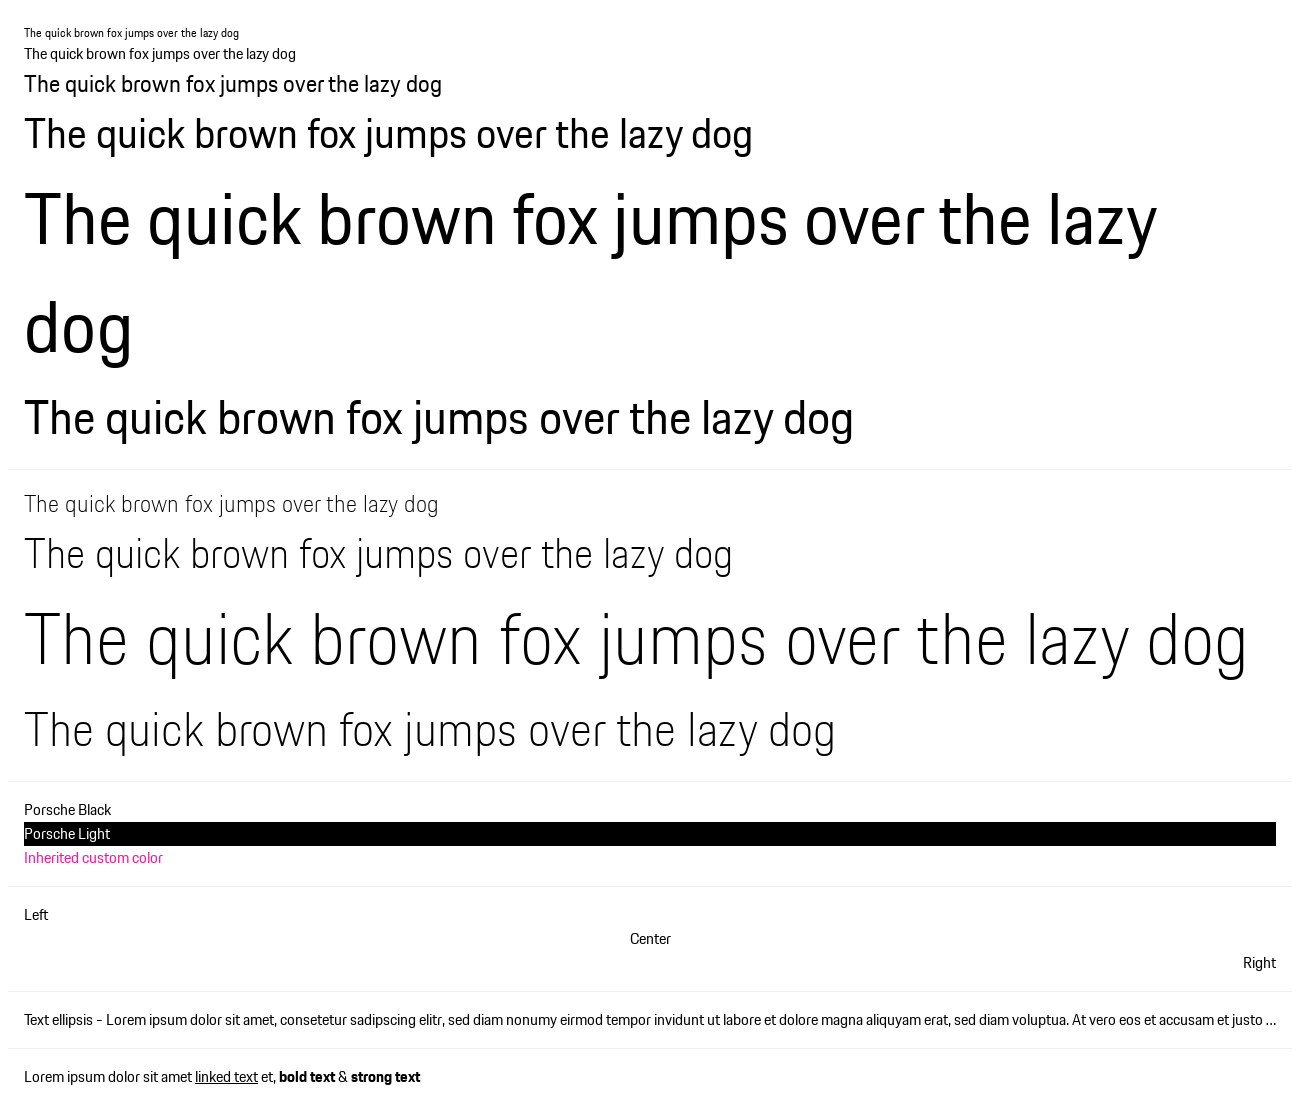 The quick brown fox jumps over the lazy dog
The quick brown fox jumps over the lazy dog
The quick brown fox jumps over the lazy dog
The quick brown fox jumps over the lazy dog
The quick brown fox jumps over the lazy
dog
The quick brown fox jumps over the lazy dog
The quick brown fox jumps over the lazy dog
The quick brown fox jumps over the lazy dog
The quick brown fox jumps over the lazy dog
The quick brown fox jumps over the lazy dog
Porsche Black
Porsche Light
Inherited custom color
Left
Center
Right
Text ellipsis - Lorem ipsum dolor sit amet, consetetur sadipscing elitr, sed diam nonumy eirmod tempor invidunt ut labore et dolore magna aliquyam erat, sed diam voluptua. At vero eos et accusam et justo …
Lorem ipsum dolor sit amet linked text et, bold text & strong text